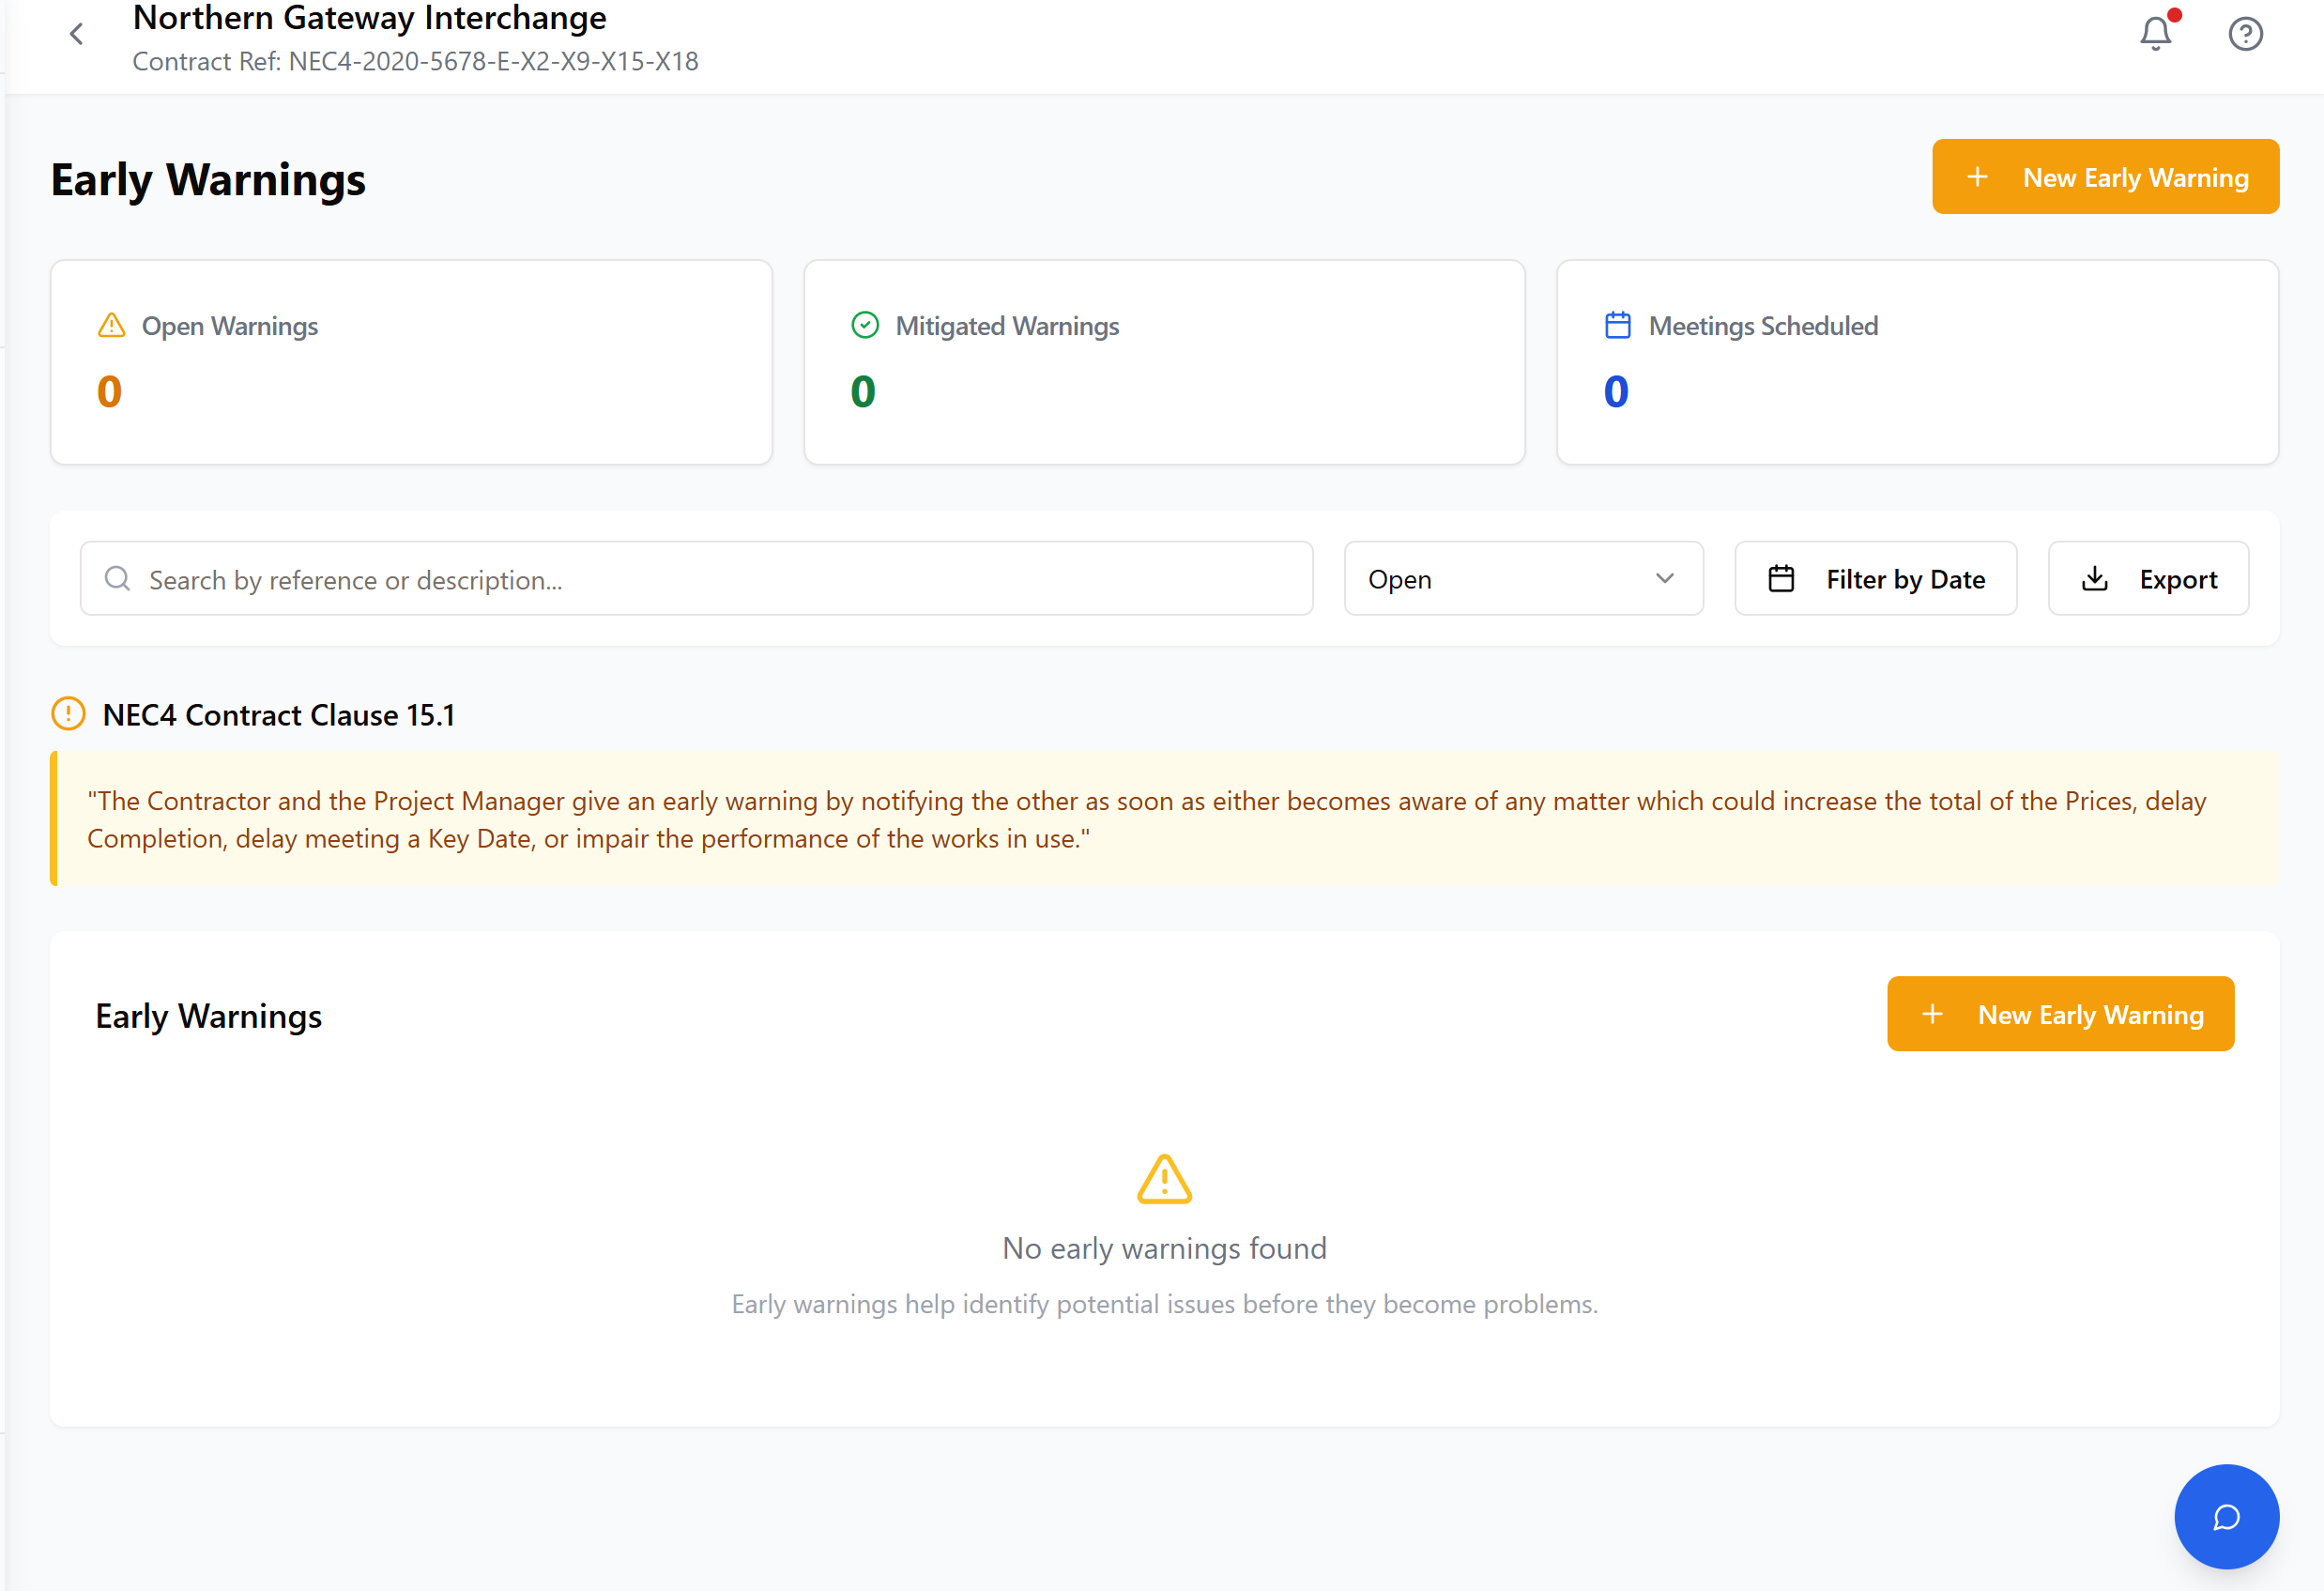 Northern Gateway Interchange
Contract Ref: NEC4-2020-5678-E-X2-X9-X15-X18
Early Warnings
New Early Warning
Open Warnings
0
Mitigated Warnings
0
Meetings Scheduled
0
Search by reference or description...
Open
Filter by Date
Export
NEC4 Contract Clause 15.1
"The Contractor and the Project Manager give an early warning by notifying the other as soon as either becomes aware of any matter which could increase the total of the Prices, delay
Completion, delay meeting a Key Date, or impair the performance of the works in use."
Early Warnings
New Early Warning
No early warnings found
Early warnings help identify potential issues before they become problems.